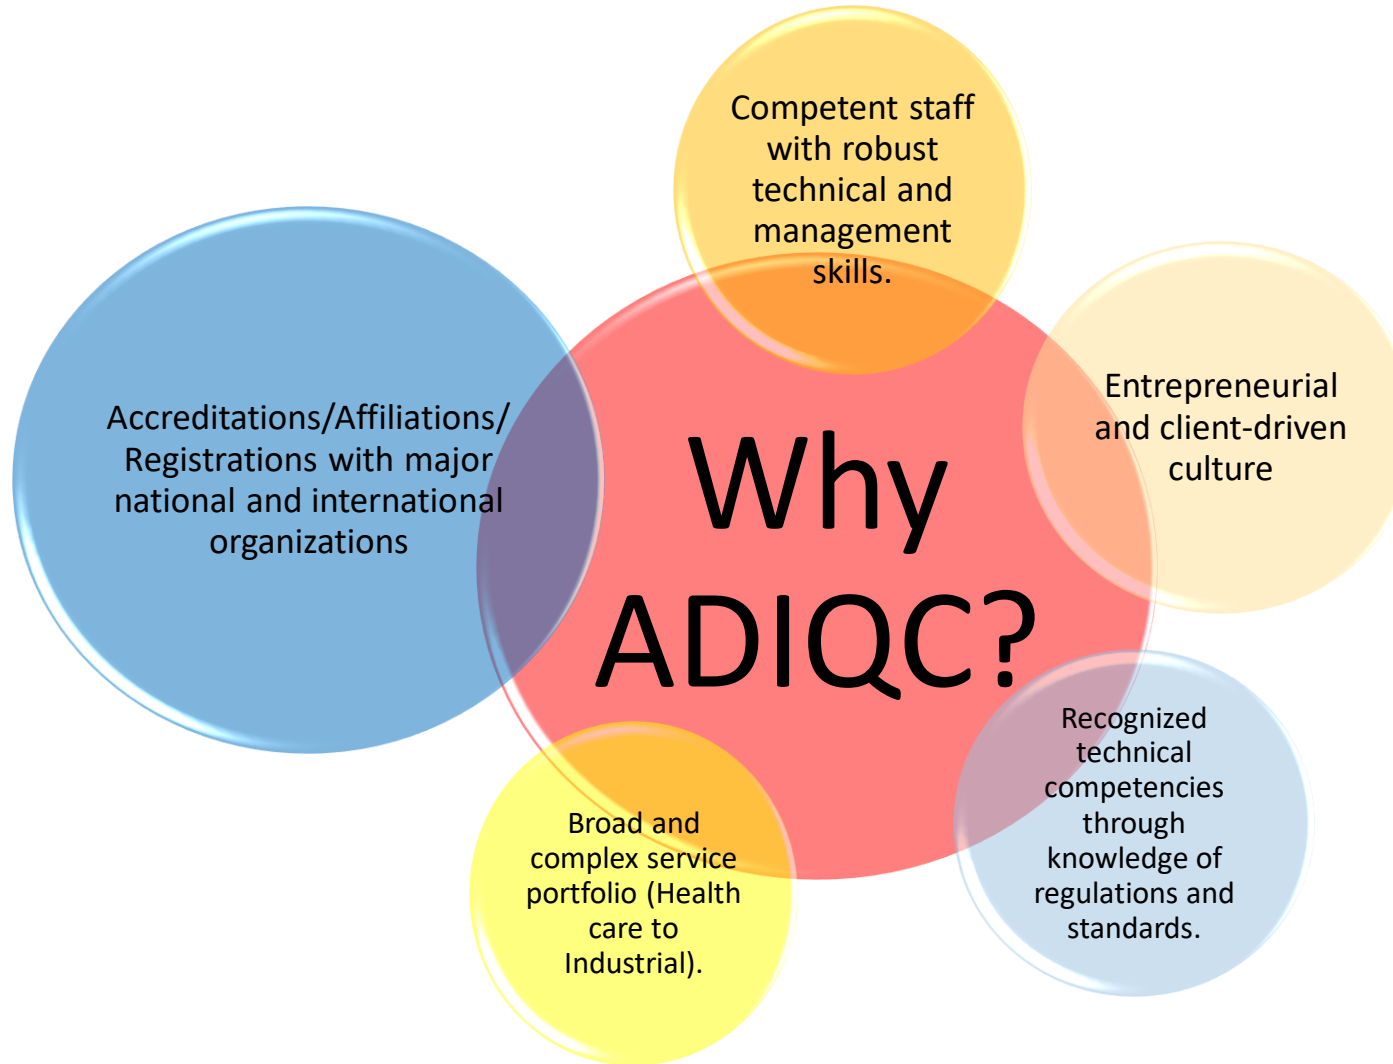 Competent staff
with robust
technical and
management
skills.
Accreditations/Affiliations/
Registrations with major
national and international
organizations
Why
ADIQC?
Entrepreneurial
and client-driven
culture
Recognized
technical
competencies
through
knowledge of
regulations and
standards.
Broad and
complex service
portfolio (Health
care to
Industrial).